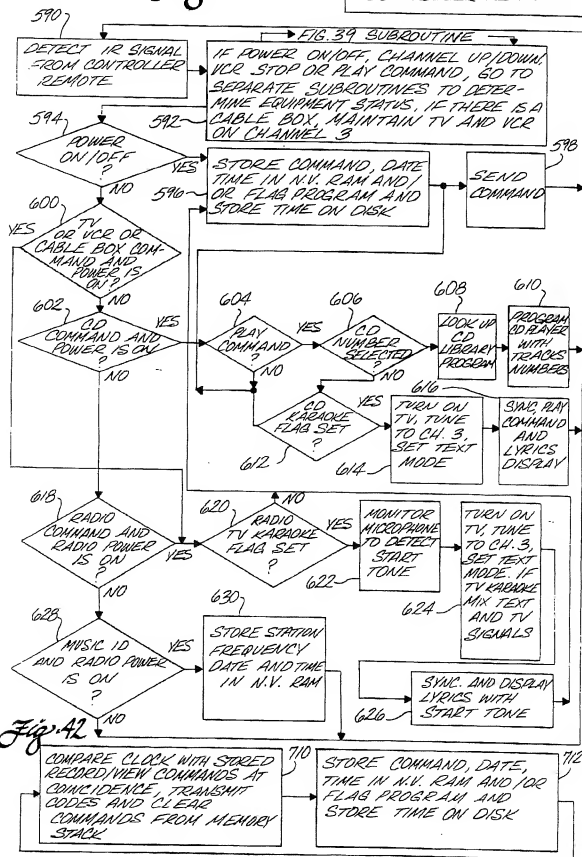 590
DETECT IR SIGNAL
FROM CONTROLLER
REMOTE
FIG. 39 SUBROUTINE
IF POWER ON/OFF, CHANNEL UP/DOWN,
VCR STOP OR PLAY COMMAND, GO TO
SEPARATE SUBROUTINES TO DETER-
MINE EQUIPMENT STATUS. IF THERE IS A
CABLE BOX, MAINTAIN TV AND VCR
ON CHANNEL 3
592
594
POWER
ON/OFF
?
YES
NO
STORE COMMAND, DATE
TIME IN N.V. RAM AND/
OR FLAG PROGRAM AND
STORE TIME ON DISK
596
598
SEND
COMMAND
600
YES
TV
OR VCR OR
CABLE BOX COM-
MAND AND
POWER IS
ON?
NO
602
CD
COMMAND AND
POWER IS ON
?
YES
NO
604
PLAY
COMMAND
?
YES
NO
606
CD
NUMBER
SELECTED
?
NO
608
LOOK UP
CD
LIBRARY
PROGRAM
610
PROGRAM
CD PLAYER
WITH
TRACKS
NUMBERS
CD
KARAOKE
FLAG SET
?
612
YES
TURN ON
TV, TUNE
TO CH. 3,
SET TEXT
MODE
614
616
SYNC, PLAY
COMMAND
AND
LYRICS
DISPLAY
618
RADIO
COMMAND AND
RADIO POWER
IS ON
?
YES
NO
620
NO
RADIO
TV KARAOKE
FLAG SET
?
YES
MONITOR
MICROPHONE
TO DETECT
START
TONE
622
TURN ON
TV, TUNE
TO CH. 3,
SET TEXT
MODE. IF
TV KARAOKE
MIX TEXT
AND TV
SIGNALS
624
SYNC. AND DISPLAY
LYRICS WITH
START TONE
626
628
MUSIC ID
AND RADIO POWER
IS ON
?
YES
NO
630
STORE STATION
FREQUENCY
DATE AND TIME
IN N.V. RAM
Fig. 42
710
COMPARE CLOCK WITH STORED
RECORD/VIEW COMMANDS AT
COINCIDENCE, TRANSMIT
CODES AND CLEAR
COMMANDS FROM MEMORY
STACK
712
STORE COMMAND, DATE,
TIME IN N.V. RAM AND/OR
FLAG PROGRAM AND
STORE TIME ON DISK